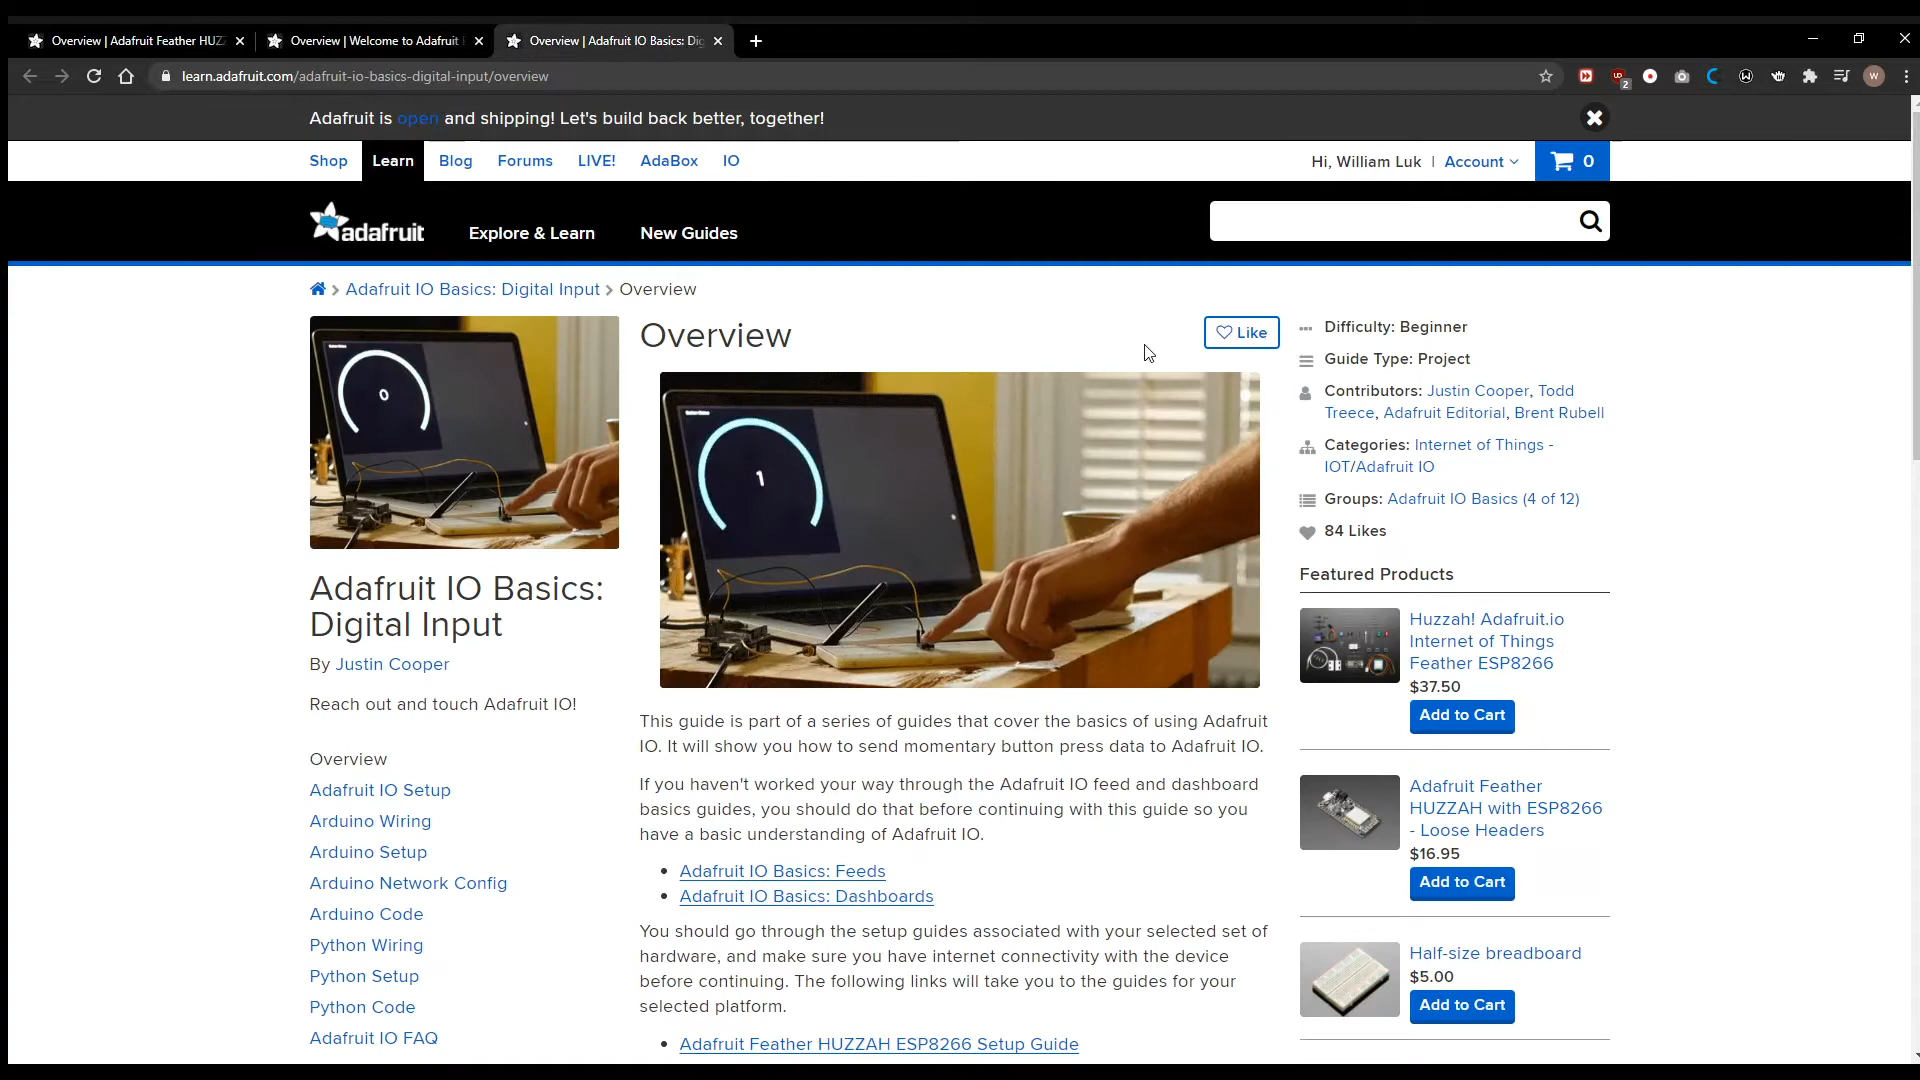 Overview | Adafruit Feather HUZ
Overview | Welcome to Adafruit
Overview | Adafruit IO Basics: Dig
learn.adafruit.com/adafruit-io-basics-digital-input/overview
2
W
Adafruit is open and shipping! Let's build back better, together!
Shop
Learn
Blog
Forums
LIVE!
AdaBox
IO
Hi, William Luk | Account
0
adafruit
Explore & Learn
New Guides
Adafruit IO Basics: Digital Input > Overview
0
Adafruit IO Basics:
Digital Input
By Justin Cooper
Reach out and touch Adafruit IO!
Overview
Adafruit IO Setup
Arduino Wiring
Arduino Setup
Arduino Network Config
Arduino Code
Python Wiring
Python Setup
Python Code
Adafruit IO FAQ
Overview
Like
1
This guide is part of a series of guides that cover the basics of using Adafruit
IO. It will show you how to send momentary button press data to Adafruit IO.
If you haven't worked your way through the Adafruit IO feed and dashboard
basics guides, you should do that before continuing with this guide so you
have a basic understanding of Adafruit IO.
• Adafruit IO Basics: Feeds
• Adafruit IO Basics: Dashboards
You should go through the setup guides associated with your selected set of
hardware, and make sure you have internet connectivity with the device
before continuing. The following links will take you to the guides for your
selected platform.
• Adafruit Feather HUZZAH ESP8266 Setup Guide
Difficulty: Beginner
Guide Type: Project
Contributors: Justin Cooper, Todd
Treece, Adafruit Editorial, Brent Rubell
Categories: Internet of Things -
IOT/Adafruit IO
Groups: Adafruit IO Basics (4 of 12)
84 Likes
Featured Products
Huzzah! Adafruit.io
Internet of Things
Feather ESP8266
$37.50
Add to Cart
Adafruit Feather
HUZZAH with ESP8266
- Loose Headers
$16.95
Add to Cart
Half-size breadboard
$5.00
Add to Cart